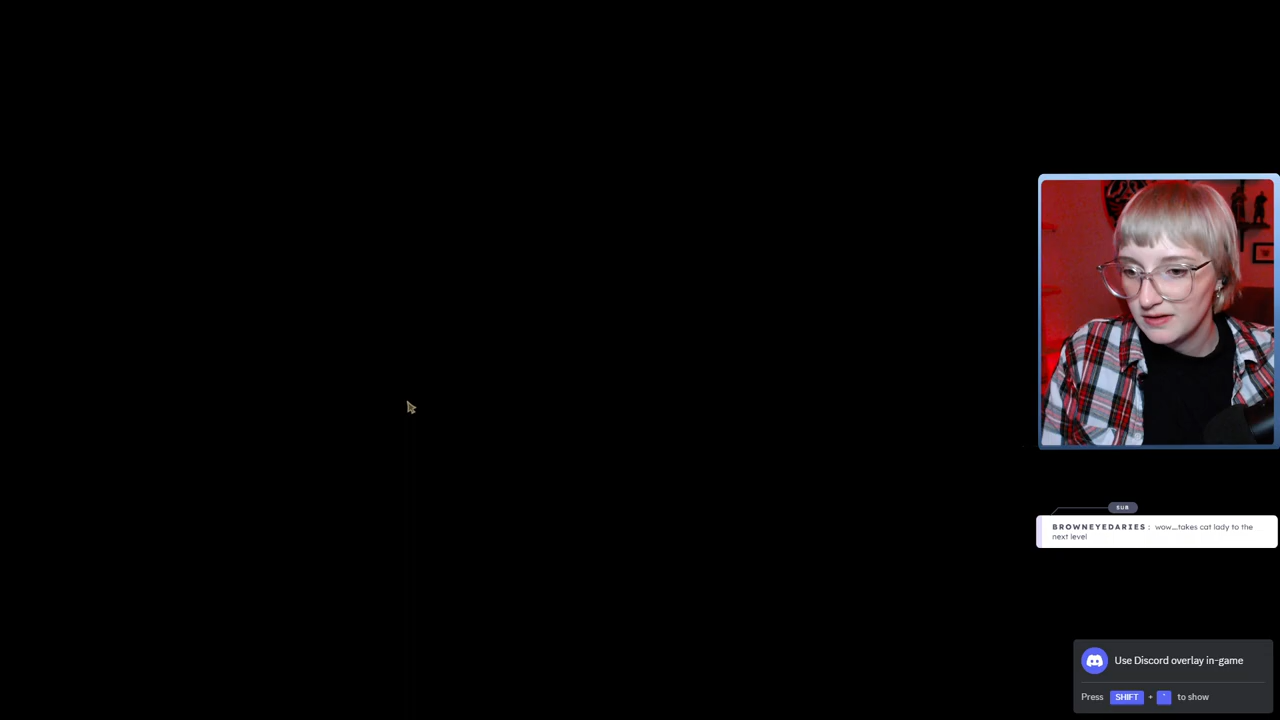 SUB
BROWNEYEDARIES : wow....takes cat lady to the
next level
Use Discord overlay in-game
Press SHIFT + ` to show